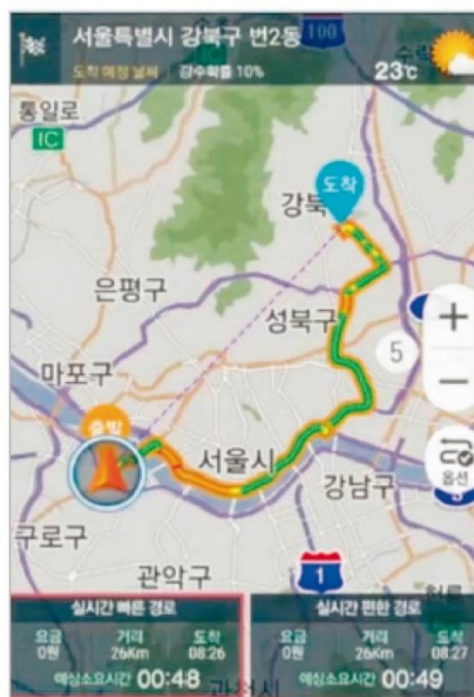 서울특별시 강북구 번2동
도착 예정 날씨 | 강수확률 10%
23℃
100
통일로
IC
도착
강북
은평구
성북구
5
마포구
출발
서울시
강남구
옵션
구로구
관악구
1
실시간 빠른 경로
요금 거리 도착
0원 26Km 08:26
예상소요시간 00:48
실시간 편한 경로
요금 거리 도착
0원 26Km 08:27
예상소요시간 00:49